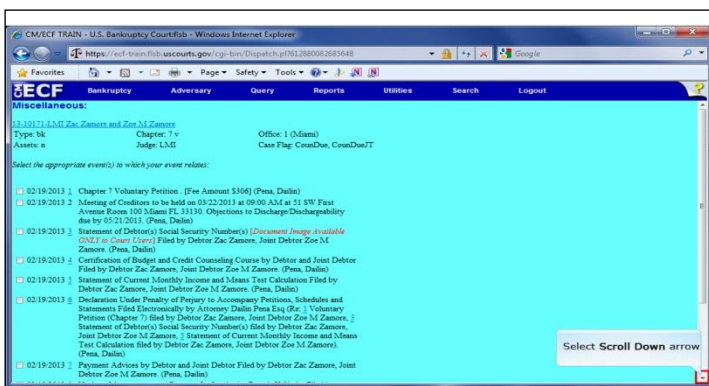 CM/ECF TRAIN - U.S. Bankruptcy Court:flsb - Windows Internet Explorer
https://ecf-train.flsb.uscourts.gov/cgi-bin/Dispatch.pl?612880082685648
Google
Favorites Page Safety Tools
ECF Bankruptcy Adversary Query Reports Utilities Search Logout ?
Miscellaneous:
13-10171-LMI Zac Zamore and Zoe M Zamore
Type: bk Chapter: 7 v Office: 1 (Miami)
Assets: n Judge: LMI Case Flag: CounDue, CounDueJT
Select the appropriate event(s) to which your event relates:
02/19/2013 1 Chapter 7 Voluntary Petition . [Fee Amount $306] (Pena, Dailin)
02/19/2013 2 Meeting of Creditors to be held on 03/22/2013 at 09:00 AM at 51 SW First
Avenue Room 100 Miami FL 33130. Objections to Discharge/Dischargeability
due by 05/21/2013. (Pena, Dailin)
02/19/2013 3 Statement of Debtor(s) Social Security Number(s) [Document Image Available
ONLY to Court Users] Filed by Debtor Zac Zamore, Joint Debtor Zoe M
Zamore. (Pena, Dailin)
02/19/2013 4 Certification of Budget and Credit Counseling Course by Debtor and Joint Debtor
Filed by Debtor Zac Zamore, Joint Debtor Zoe M Zamore. (Pena, Dailin)
02/19/2013 5 Statement of Current Monthly Income and Means Test Calculation Filed by
Debtor Zac Zamore, Joint Debtor Zoe M Zamore. (Pena, Dailin)
02/19/2013 6 Declaration Under Penalty of Perjury to Accompany Petitions, Schedules and
Statements Filed Electronically by Attorney Dailin Pena Esq (Re: 1 Voluntary
Petition (Chapter 7) filed by Debtor Zac Zamore, Joint Debtor Zoe M Zamore, 3
Statement of Debtor(s) Social Security Number(s) filed by Debtor Zac Zamore,
Joint Debtor Zoe M Zamore, 5 Statement of Current Monthly Income and Means
Test Calculation filed by Debtor Zac Zamore, Joint Debtor Zoe M Zamore).
(Pena, Dailin)
02/19/2013 7 Payment Advices by Debtor and Joint Debtor Filed by Debtor Zac Zamore, Joint
Debtor Zoe M Zamore. (Pena, Dailin)
Select Scroll Down arrow